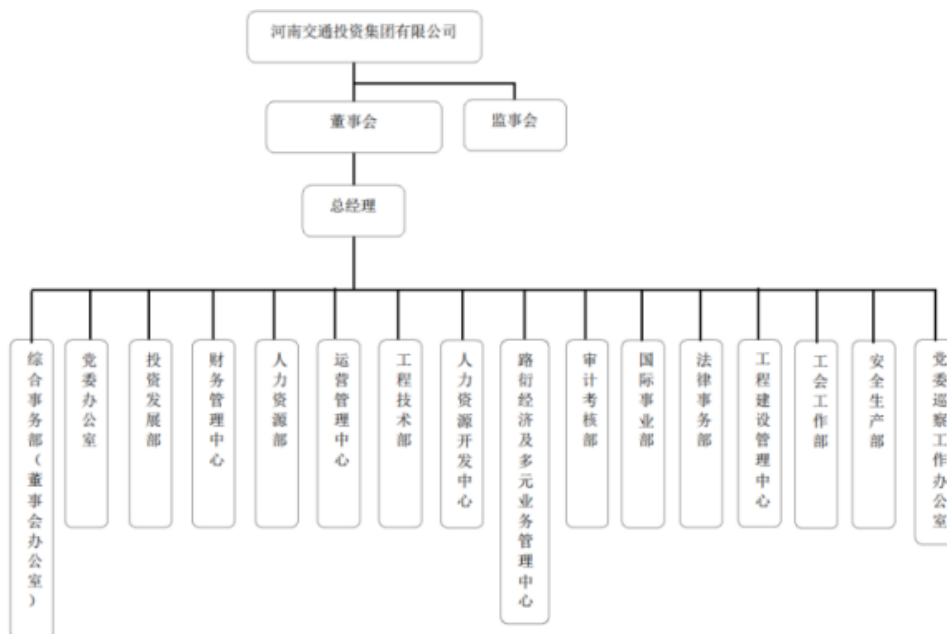 河南交通投资集团有限公司
董事会
监事会
总经理
综合事务部（董事会办公室）
党委办公室
投资发展部
财务管理中心
人力资源部
运营管理中心
工程技术部
人力资源开发中心
路衍经济及多元业务管理中心
审计考核部
国际事业部
法律事务部
工程建设管理中心
工会工作部
安全生产部
党委巡察工作办公室